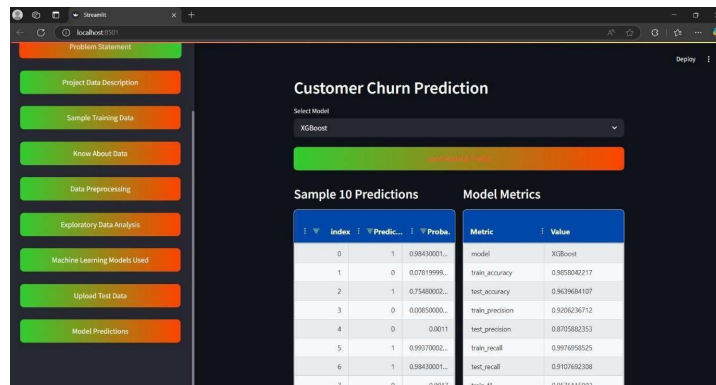 Streamlit
localhost:8501
Deploy
Problem Statement
Project Data Description
Sample Training Data
Know About Data
Data Preprocessing
Exploratory Data Analysis
Machine Learning Models Used
Upload Test Data
Model Predictions
Customer Churn Prediction
Select Model
XGBoost
Sample 10 Predictions
index Predic... Proba.
0 1 0.98430001...
1 0 0.07819999...
2 1 0.75480002...
3 0 0.00850000...
4 0 0.0011
5 1 0.99370002...
6 1 0.98430001...
Model Metrics
Metric Value
model XGBoost
train_accuracy 0.9858042217
test_accuracy 0.9639684107
train_precision 0.9206236712
test_precision 0.8705882353
train_recall 0.9976958525
test_recall 0.9107692308